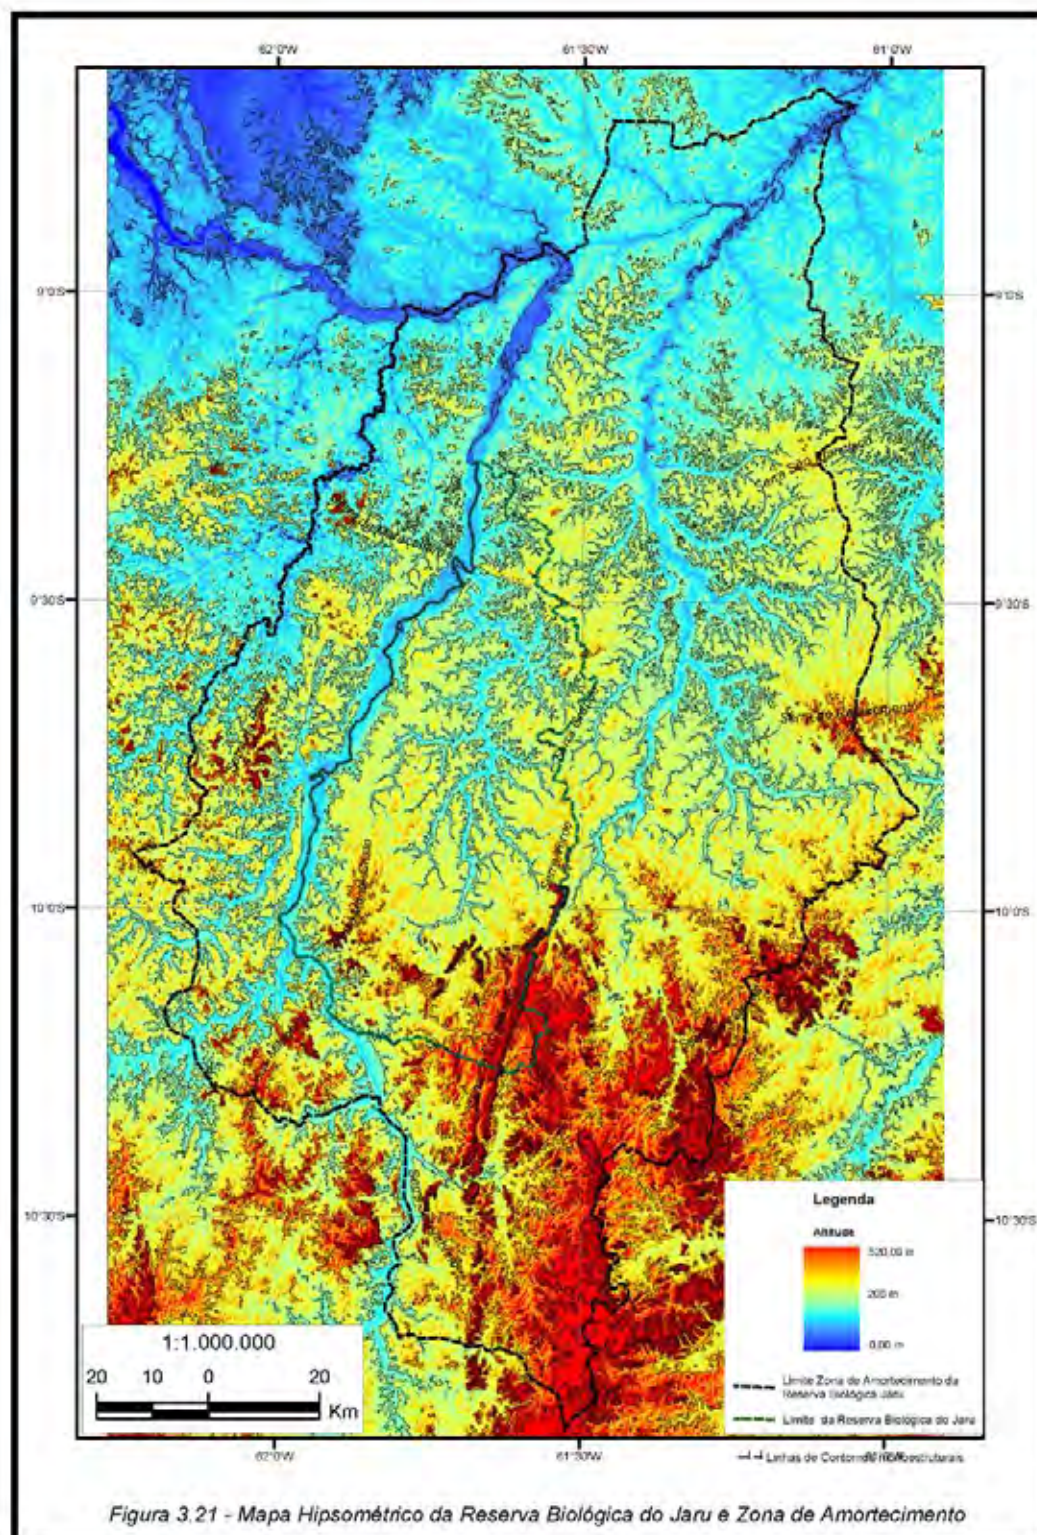 62°0'W 61°30'W 61°0'W
9°0'S 9°0'S
9°30'S 9°30'S
10°0'S 10°0'S
10°30'S 10°30'S
Legenda
Altitude
520,00 m
200 m
0,00 m
Limite Zona de Amortecimento da
Reserva Biológica Jaru
Limite da Reserva Biológica do Jaru
Linhas de Contorno
1:1.000.000
20 10 0 20
Km
62°0'W 61°30'W
Figura 3.21 - Mapa Hipsométrico da Reserva Biológica do Jaru e Zona de Amortecimento